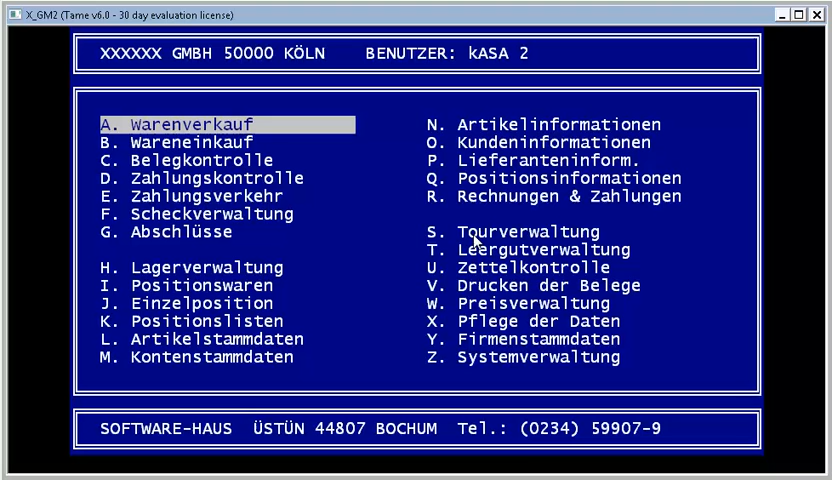 X_GM2 (Tame v6.0 - 30 day evaluation license)
XXXXXX GMBH 50000 KÖLN BENUTZER: kASA 2
A. Warenverkauf
B. Wareneinkauf
C. Belegkontrolle
D. Zahlungskontrolle
E. Zahlungsverkehr
F. Scheckverwaltung
G. Abschlüsse
H. Lagerverwaltung
I. Positionswaren
J. Einzelposition
K. Positionslisten
L. Artikelstammdaten
M. Kontenstammdaten
N. Artikelinformationen
O. Kundeninformationen
P. Lieferanteninform.
Q. Positionsinformationen
R. Rechnungen & Zahlungen
S. Tourverwaltung
T. Leergutverwaltung
U. Zettelkontrolle
V. Drucken der Belege
W. Preisverwaltung
X. Pflege der Daten
Y. Firmenstammdaten
Z. Systemverwaltung
SOFTWARE-HAUS ÜSTÜN 44807 BOCHUM Tel.: (0234) 59907-9